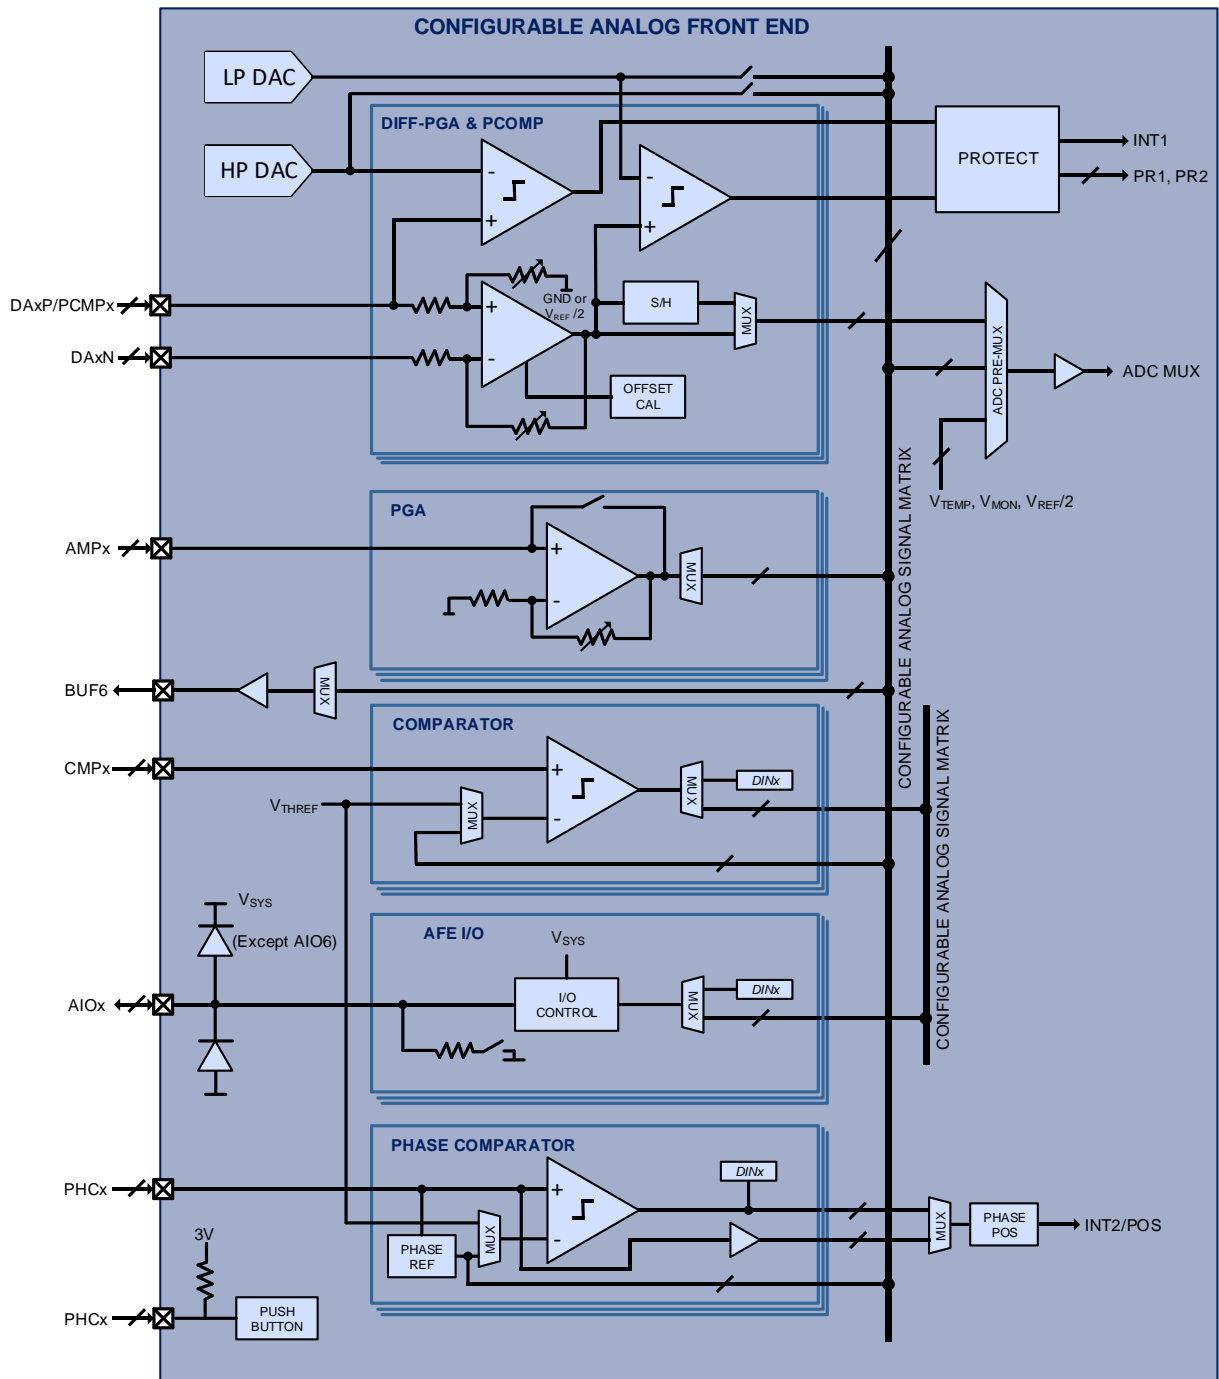 CONFIGURABLE ANALOG FRONT END
LP DAC
HP DAC
DIFF-PGA & PCOMP
-
+
-
+
PROTECT
INT1
PR1, PR2
DAxP/PCMPx
DAxN
+
-
GND or
VREF /2
S/H
MUX
OFFSET
CAL
ADC PRE-MUX
ADC MUX
VTEMP, VMON, VREF/2
CONFIGURABLE ANALOG SIGNAL MATRIX
PGA
AMPx
+
-
MUX
BUF6
MUX
COMPARATOR
CMPx
VTHREF
MUX
+
-
MUX
DINx
CONFIGURABLE ANALOG SIGNAL MATRIX
VSYS
(Except AIO6)
AFE I/O
VSYS
AIOx
I/O
CONTROL
MUX
DINx
PHASE COMPARATOR
PHCx
+
-
DINx
PHASE
REF
MUX
MUX
PHASE
POS
INT2/POS
3V
PHCx
PUSH
BUTTON